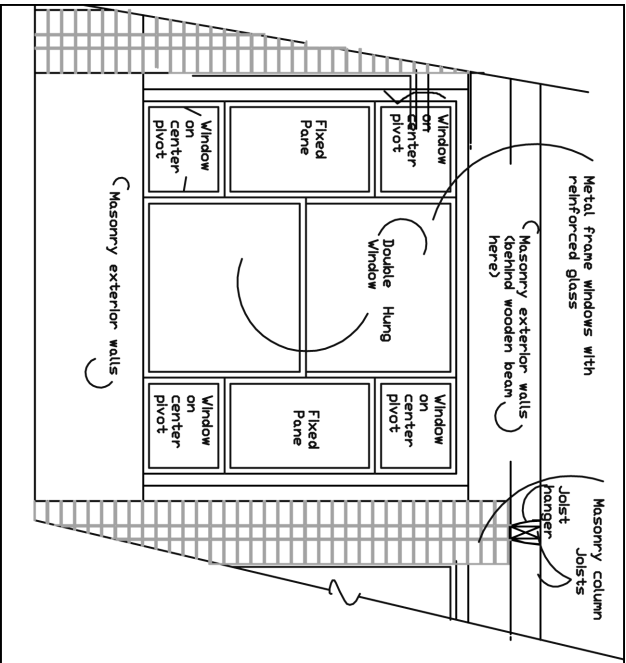 Metal frame windows with
reinforced glass
Masonry column
Joists
Joist
hanger
Masonry exterior walls
(behind wooden beam
here)
Window
on
center
pivot
Double Hung
Window
Window
on
center
pivot
Fixed
Pane
Fixed
Pane
Window
on
center
pivot
Window
on
center
pivot
Masonry exterior walls